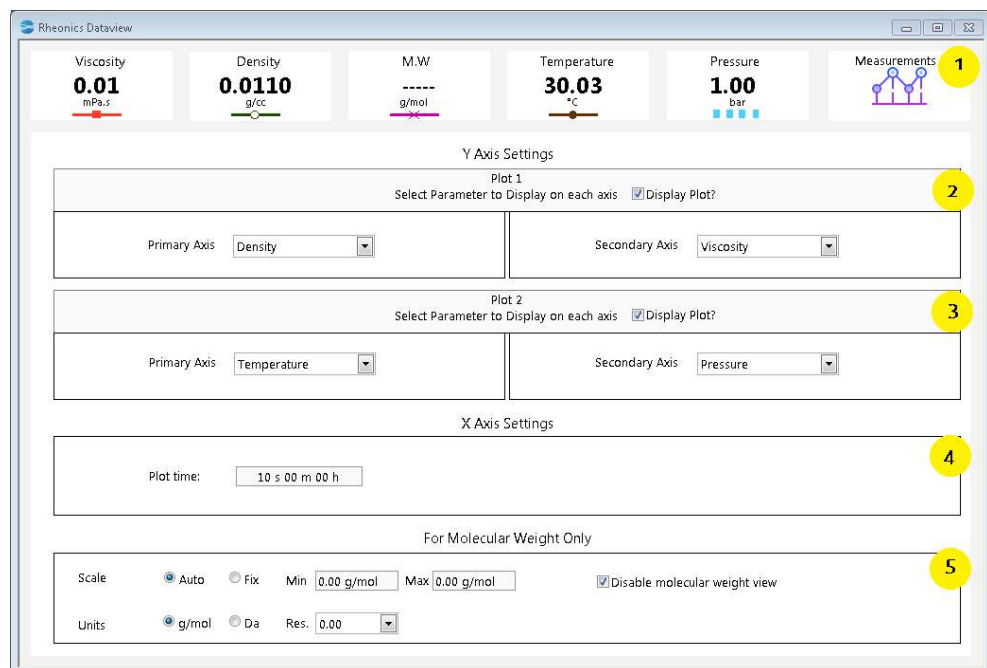 Rheonics Dataview
Viscosity
0.01
mPa.s
Density
0.0110
g/cc
M.W
-----
g/mol
Temperature
30.03
°C
Pressure
1.00
bar
Measurements
1
Y Axis Settings
Plot 1
Select Parameter to Display on each axis Display Plot?
2
Primary Axis Density
Secondary Axis Viscosity
Plot 2
Select Parameter to Display on each axis Display Plot?
3
Primary Axis Temperature
Secondary Axis Pressure
X Axis Settings
4
Plot time: 10 s 00 m 00 h
For Molecular Weight Only
5
Scale Auto Fix Min 0.00 g/mol Max 0.00 g/mol Disable molecular weight view
Units g/mol Da Res. 0.00